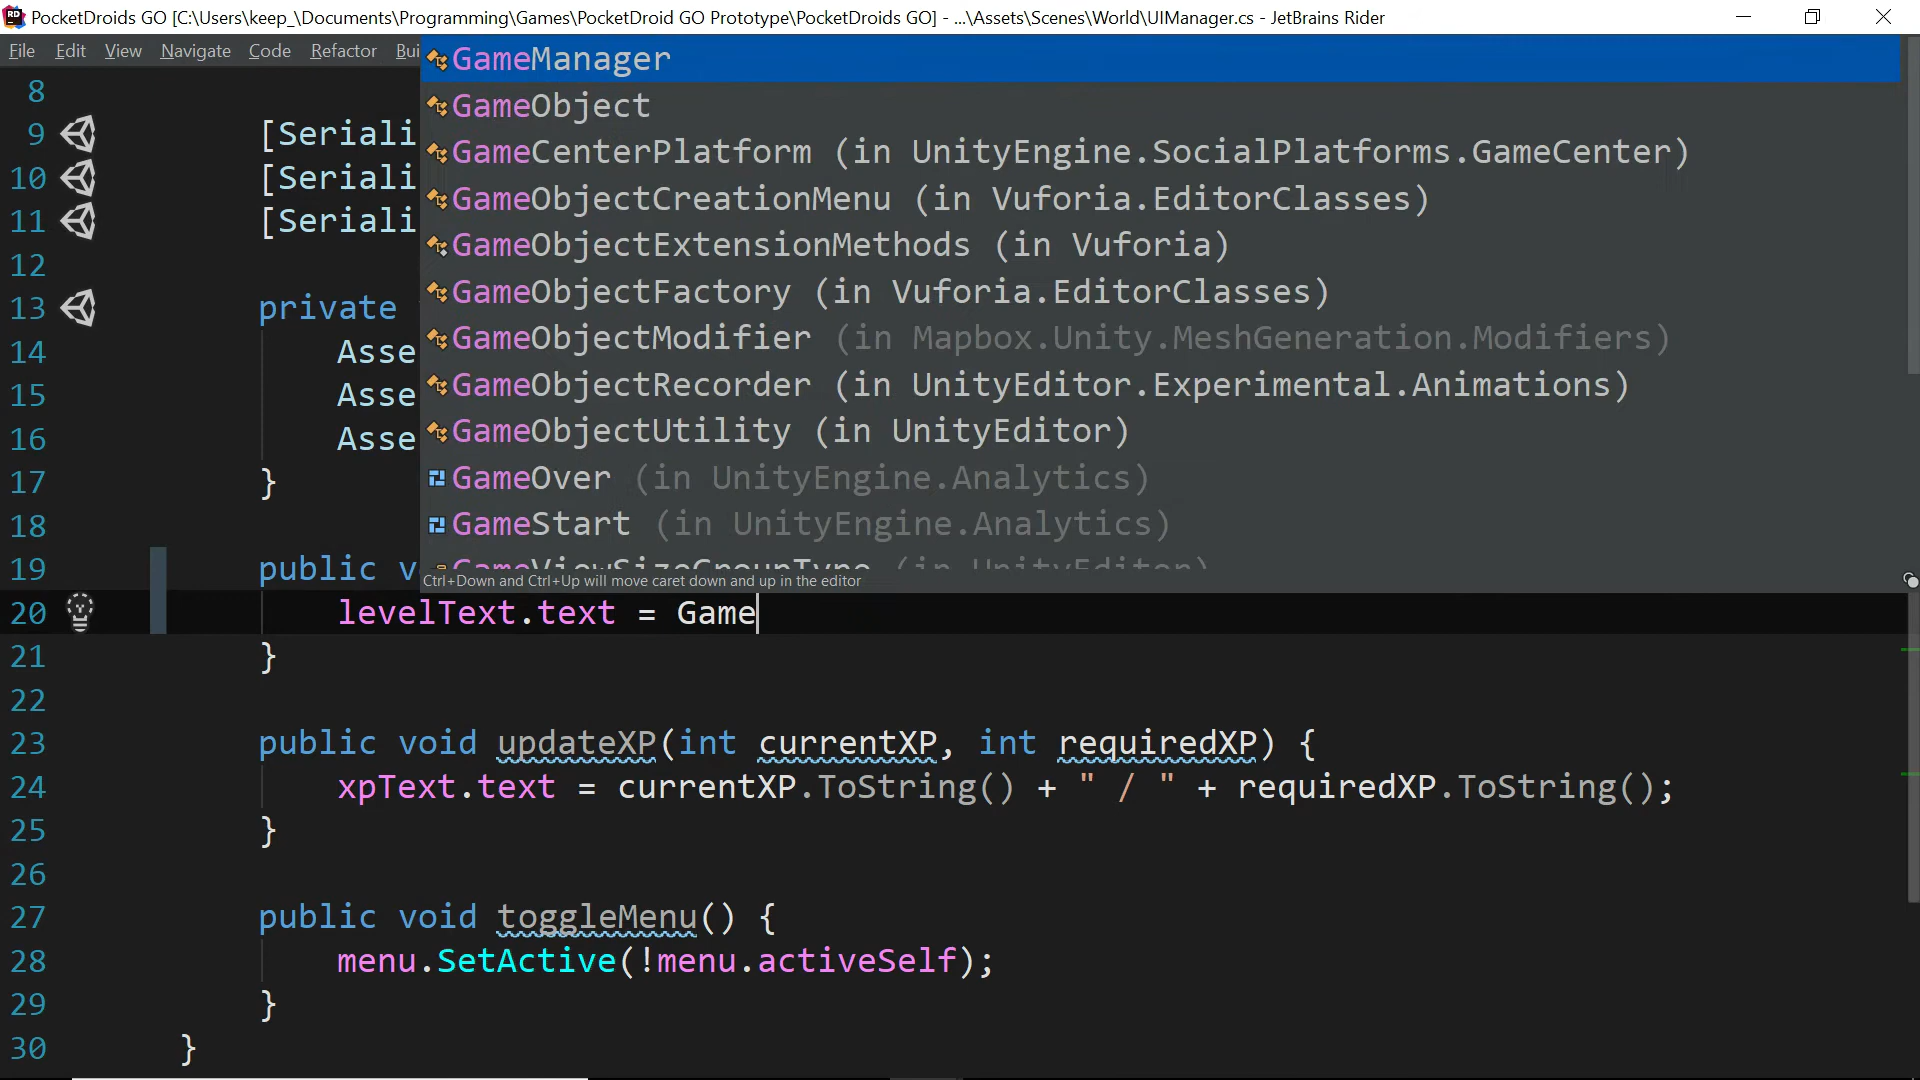 PocketDroids GO [C:\Users\keep_\Documents\Programming\Games\PocketDroid GO Prototype\PocketDroids GO] - ...\Assets\Scenes\World\UIManager.cs - JetBrains Rider
File Edit View Navigate Code Refactor Bui
GameManager
GameObject
GameCenterPlatform (in UnityEngine.SocialPlatforms.GameCenter)
GameObjectCreationMenu (in Vuforia.EditorClasses)
GameObjectExtensionMethods (in Vuforia)
GameObjectFactory (in Vuforia.EditorClasses)
GameObjectModifier (in Mapbox.Unity.MeshGeneration.Modifiers)
GameObjectRecorder (in UnityEditor.Experimental.Animations)
GameObjectUtility (in UnityEditor)
GameOver (in UnityEngine.Analytics)
GameStart (in UnityEngine.Analytics)
GameViewSizeGroupType (in UnityEditor)
Ctrl+Down and Ctrl+Up will move caret down and up in the editor
8
9 [Seriali
10 [Seriali
11 [Seriali
12
13 private
14 Asse
15 Asse
16 Asse
17 }
18
19 public v
20 levelText.text = Game
21 }
22
23 public void updateXP(int currentXP, int requiredXP) {
24 xpText.text = currentXP.ToString() + " / " + requiredXP.ToString();
25 }
26
27 public void toggleMenu() {
28 menu.SetActive(!menu.activeSelf);
29 }
30 }